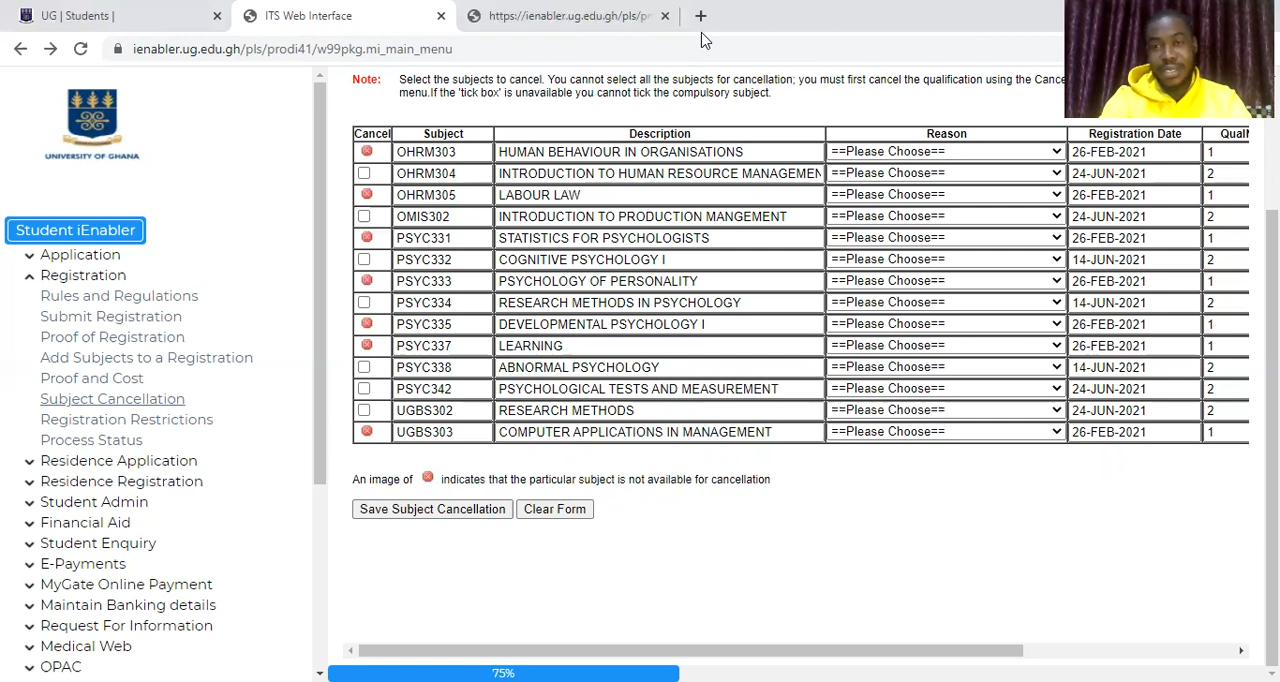 UG | Students |
ITS Web Interface
https://ienabler.ug.edu.gh/pls/pr
ienabler.ug.edu.gh/pls/prodi41/w99pkg.mi_main_menu
UNIVERSITY OF GHANA
Student iEnabler
Application
Registration
Rules and Regulations
Submit Registration
Proof of Registration
Add Subjects to a Registration
Proof and Cost
Subject Cancellation
Registration Restrictions
Process Status
Residence Application
Residence Registration
Student Admin
Financial Aid
Student Enquiry
E-Payments
MyGate Online Payment
Maintain Banking details
Request For Information
Medical Web
OPAC
Note: Select the subjects to cancel. You cannot select all the subjects for cancellation; you must first cancel the qualification using the Cance
menu.If the 'tick box' is unavailable you cannot tick the compulsory subject.
Cancel Subject Description Reason Registration Date Qual
OHRM303 HUMAN BEHAVIOUR IN ORGANISATIONS ==Please Choose== 26-FEB-2021 1
OHRM304 INTRODUCTION TO HUMAN RESOURCE MANAGEMEN ==Please Choose== 24-JUN-2021 2
OHRM305 LABOUR LAW ==Please Choose== 26-FEB-2021 1
OMIS302 INTRODUCTION TO PRODUCTION MANGEMENT ==Please Choose== 24-JUN-2021 2
PSYC331 STATISTICS FOR PSYCHOLOGISTS ==Please Choose== 26-FEB-2021 1
PSYC332 COGNITIVE PSYCHOLOGY I ==Please Choose== 14-JUN-2021 2
PSYC333 PSYCHOLOGY OF PERSONALITY ==Please Choose== 26-FEB-2021 1
PSYC334 RESEARCH METHODS IN PSYCHOLOGY ==Please Choose== 14-JUN-2021 2
PSYC335 DEVELOPMENTAL PSYCHOLOGY I ==Please Choose== 26-FEB-2021 1
PSYC337 LEARNING ==Please Choose== 26-FEB-2021 1
PSYC338 ABNORMAL PSYCHOLOGY ==Please Choose== 14-JUN-2021 2
PSYC342 PSYCHOLOGICAL TESTS AND MEASUREMENT ==Please Choose== 24-JUN-2021 2
UGBS302 RESEARCH METHODS ==Please Choose== 24-JUN-2021 2
UGBS303 COMPUTER APPLICATIONS IN MANAGEMENT ==Please Choose== 26-FEB-2021 1
An image of indicates that the particular subject is not available for cancellation
Save Subject Cancellation Clear Form
75%